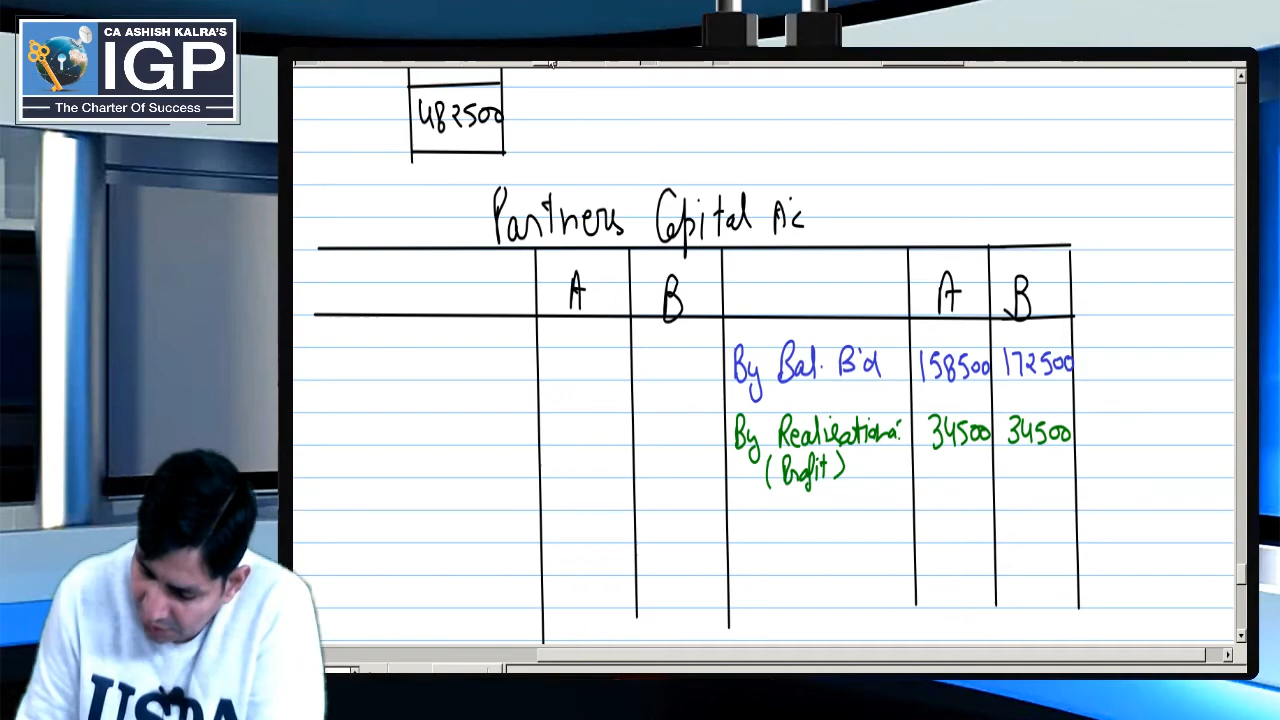 CA ASHISH KALRA'S
IGP
The Charter Of Success
482500
Partners Capital A/c
A B A B
By Bal. B/d 158500 172500
By Realisation 34500 34500
(Profit)